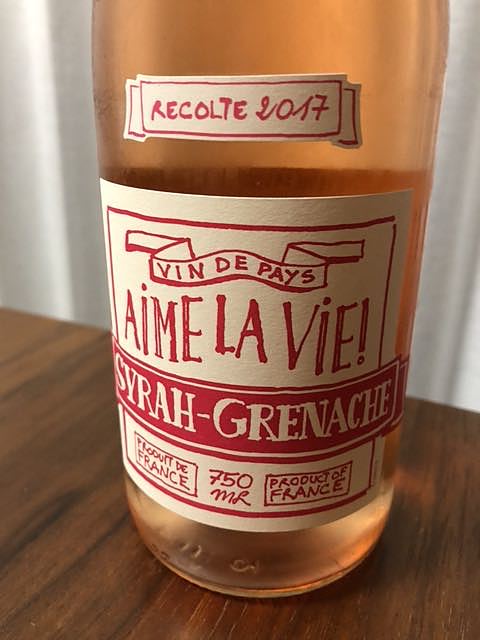 RECOLTE 2017
VIN DE PAYS
AiME LA ViE!
SYRAH-GRENACHE
PRODUIT DE
FRANCE
750
ml
PRODUCT OF
FRANCE